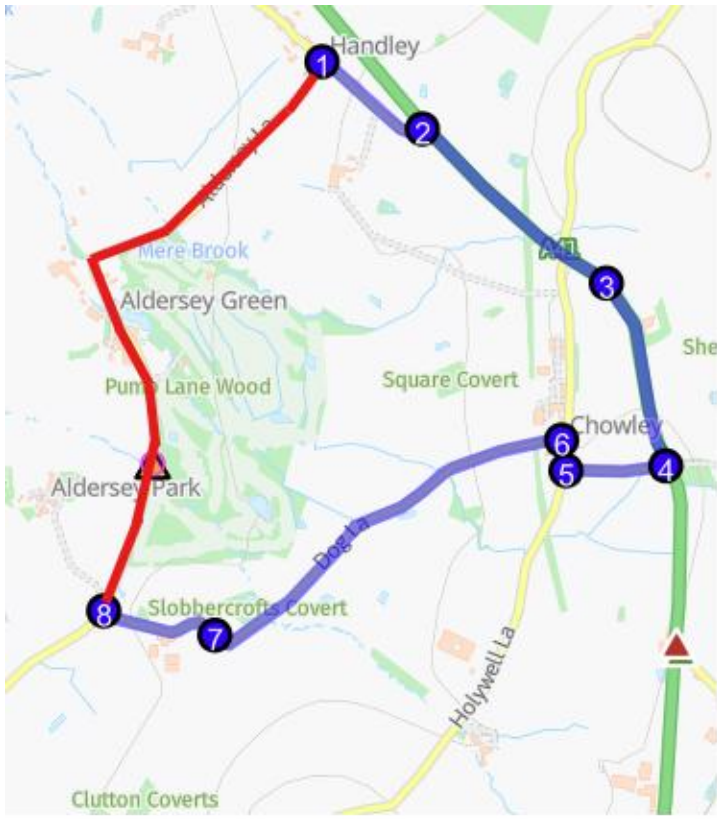 Handley
1
2
Aldersey La
Mere Brook
A41
3
Aldersey Green
She
Pump Lane Wood
Square Covert
Chowley
6
5
4
Aldersey Park
Dog La
8
Slobbercrofts Covert
7
Holywell La
Clutton Coverts